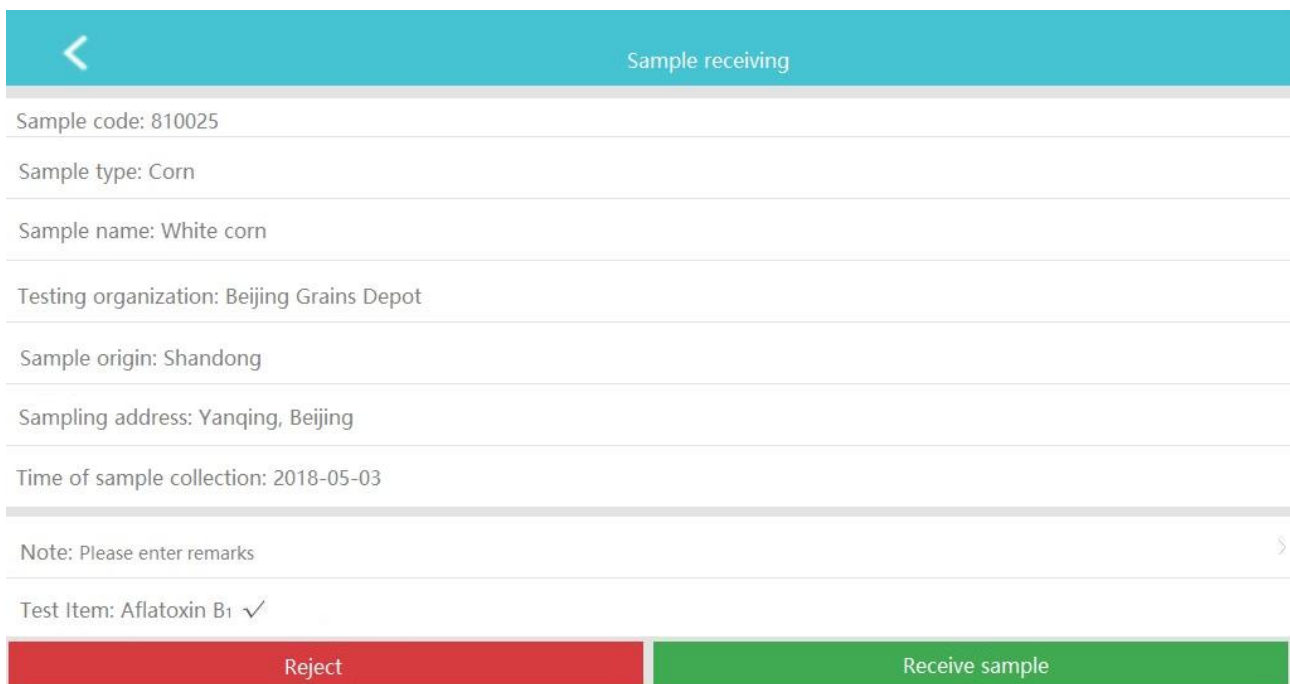 Sample receiving
Sample code: 810025
Sample type: Corn
Sample name: White corn
Testing organization: Beijing Grains Depot
Sample origin: Shandong
Sampling address: Yanqing, Beijing
Time of sample collection: 2018-05-03
Note: Please enter remarks
Test Item: Aflatoxin B₁ ✓
Reject
Receive sample